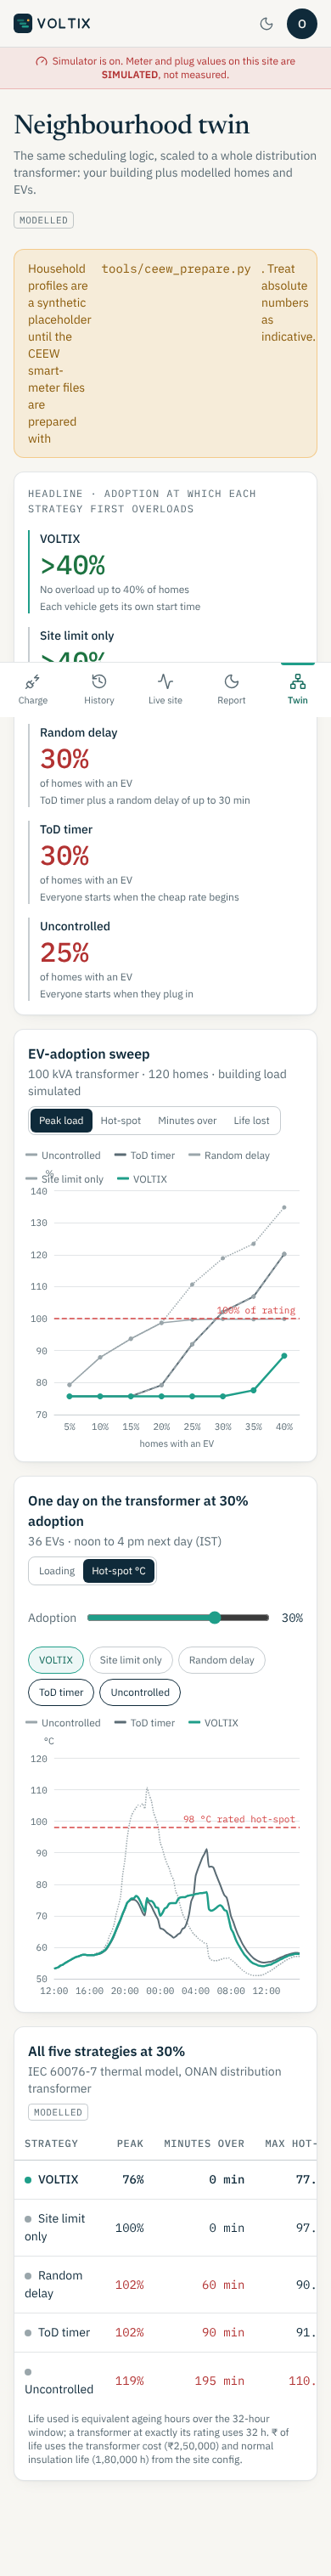 VOLTIX
O
Simulator is on. Meter and plug values on this site are
SIMULATED, not measured.
Neighbourhood twin
The same scheduling logic, scaled to a whole distribution
transformer: your building plus modelled homes and
EVs.
MODELLED
Household
profiles are
a synthetic
placeholder
until the
CEEW
smart-
meter files
are
prepared
with
tools/ceew_prepare.py
. Treat
absolute
numbers
as
indicative.
HEADLINE · ADOPTION AT WHICH EACH
STRATEGY FIRST OVERLOADS
VOLTIX
>40%
No overload up to 40% of homes
Each vehicle gets its own start time
Site limit only
>40%
Charge
History
Live site
Report
Twin
Random delay
30%
of homes with an EV
ToD timer plus a random delay of up to 30 min
ToD timer
30%
of homes with an EV
Everyone starts when the cheap rate begins
Uncontrolled
25%
of homes with an EV
Everyone starts when they plug in
EV-adoption sweep
100 kVA transformer · 120 homes · building load
simulated
Peak load Hot-spot Minutes over Life lost
Uncontrolled ToD timer Random delay
Site limit only VOLTIX
%
140
130
120
110
100
90
80
70
100% of rating
5% 10% 15% 20% 25% 30% 35% 40%
homes with an EV
One day on the transformer at 30%
adoption
36 EVs · noon to 4 pm next day (IST)
Loading Hot-spot °C
Adoption 30%
VOLTIX Site limit only Random delay
ToD timer Uncontrolled
Uncontrolled ToD timer VOLTIX
°C
120
110
100
90
80
70
60
50
98 °C rated hot-spot
12:00 16:00 20:00 00:00 04:00 08:00 12:00
All five strategies at 30%
IEC 60076-7 thermal model, ONAN distribution
transformer
MODELLED
STRATEGY PEAK MINUTES OVER MAX HOT-
VOLTIX 76% 0 min 77.
Site limit
only 100% 0 min 97.
Random
delay 102% 60 min 90.
ToD timer 102% 90 min 91.
Uncontrolled 119% 195 min 110.
Life used is equivalent ageing hours over the 32-hour
window; a transformer at exactly its rating uses 32 h. ₹ of
life uses the transformer cost (₹2,50,000) and normal
insulation life (1,80,000 h) from the site config.